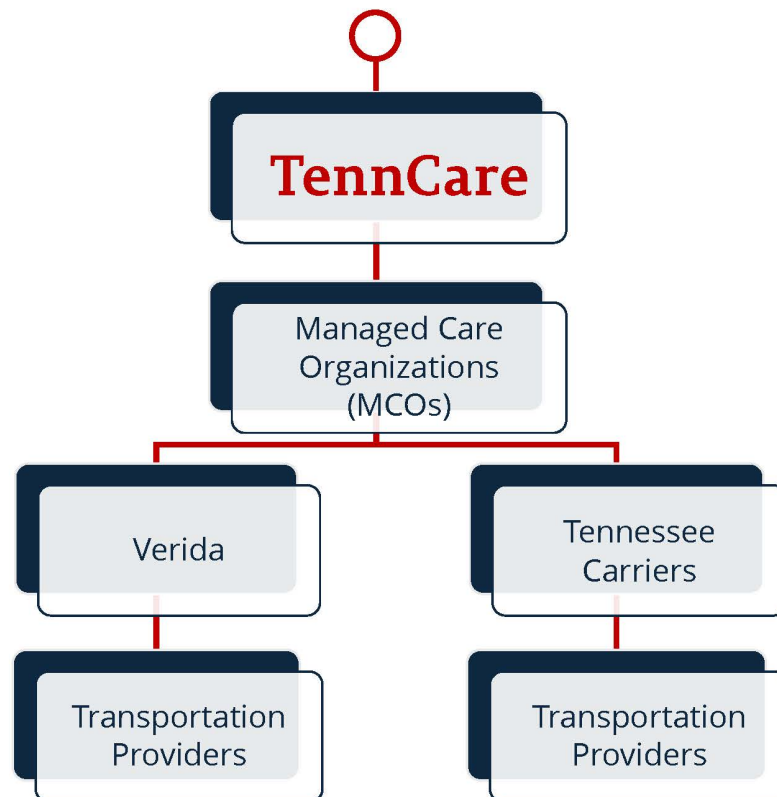 TennCare
Managed Care
Organizations
(MCOs)
Verida
Tennessee
Carriers
Transportation
Providers
Transportation
Providers